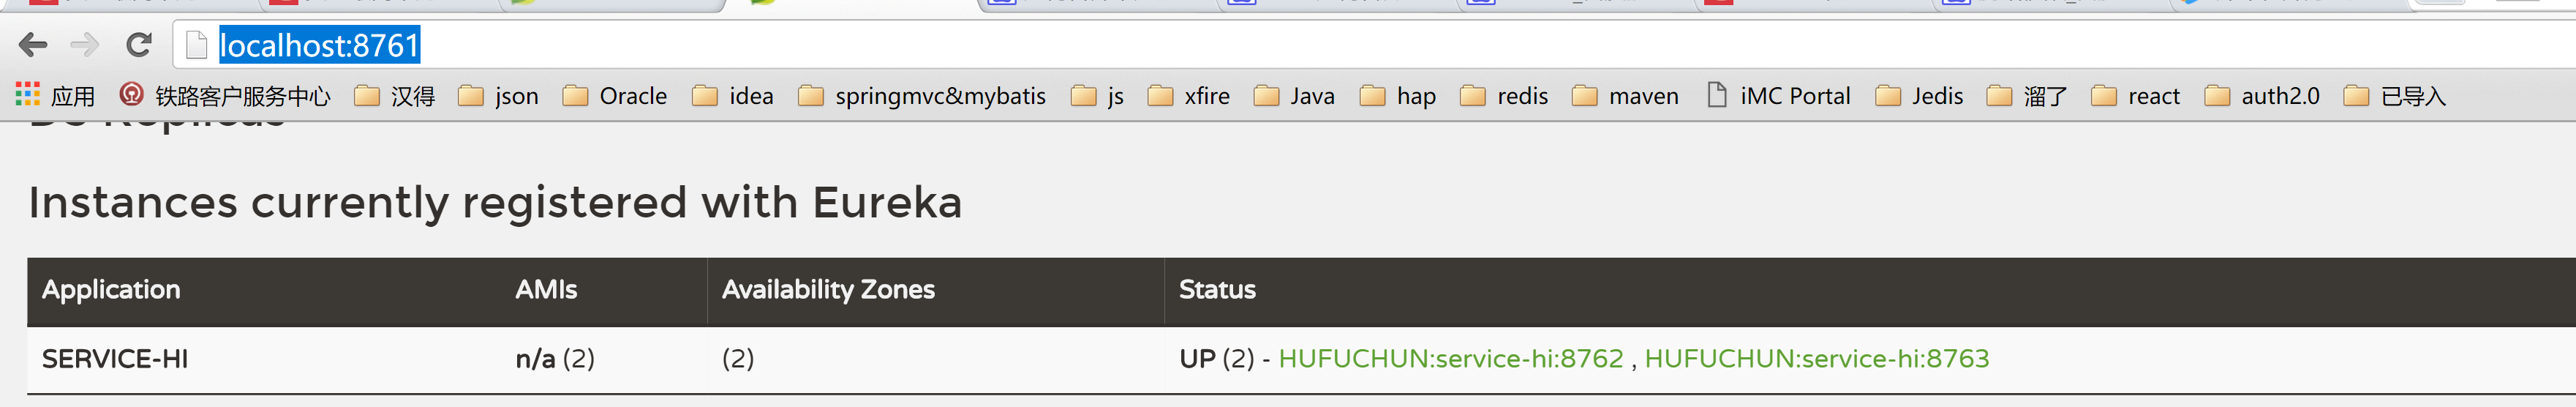 localhost:8761
应用 铁路客户服务中心 汉得 json Oracle idea springmvc&mybatis js xfire Java hap redis maven iMC Portal Jedis 溜了 react auth2.0 已导入
DS Replicas
Instances currently registered with Eureka
Application AMIs Availability Zones Status
SERVICE-HI n/a (2) (2) UP (2) - HUFUCHUN:service-hi:8762 , HUFUCHUN:service-hi:8763